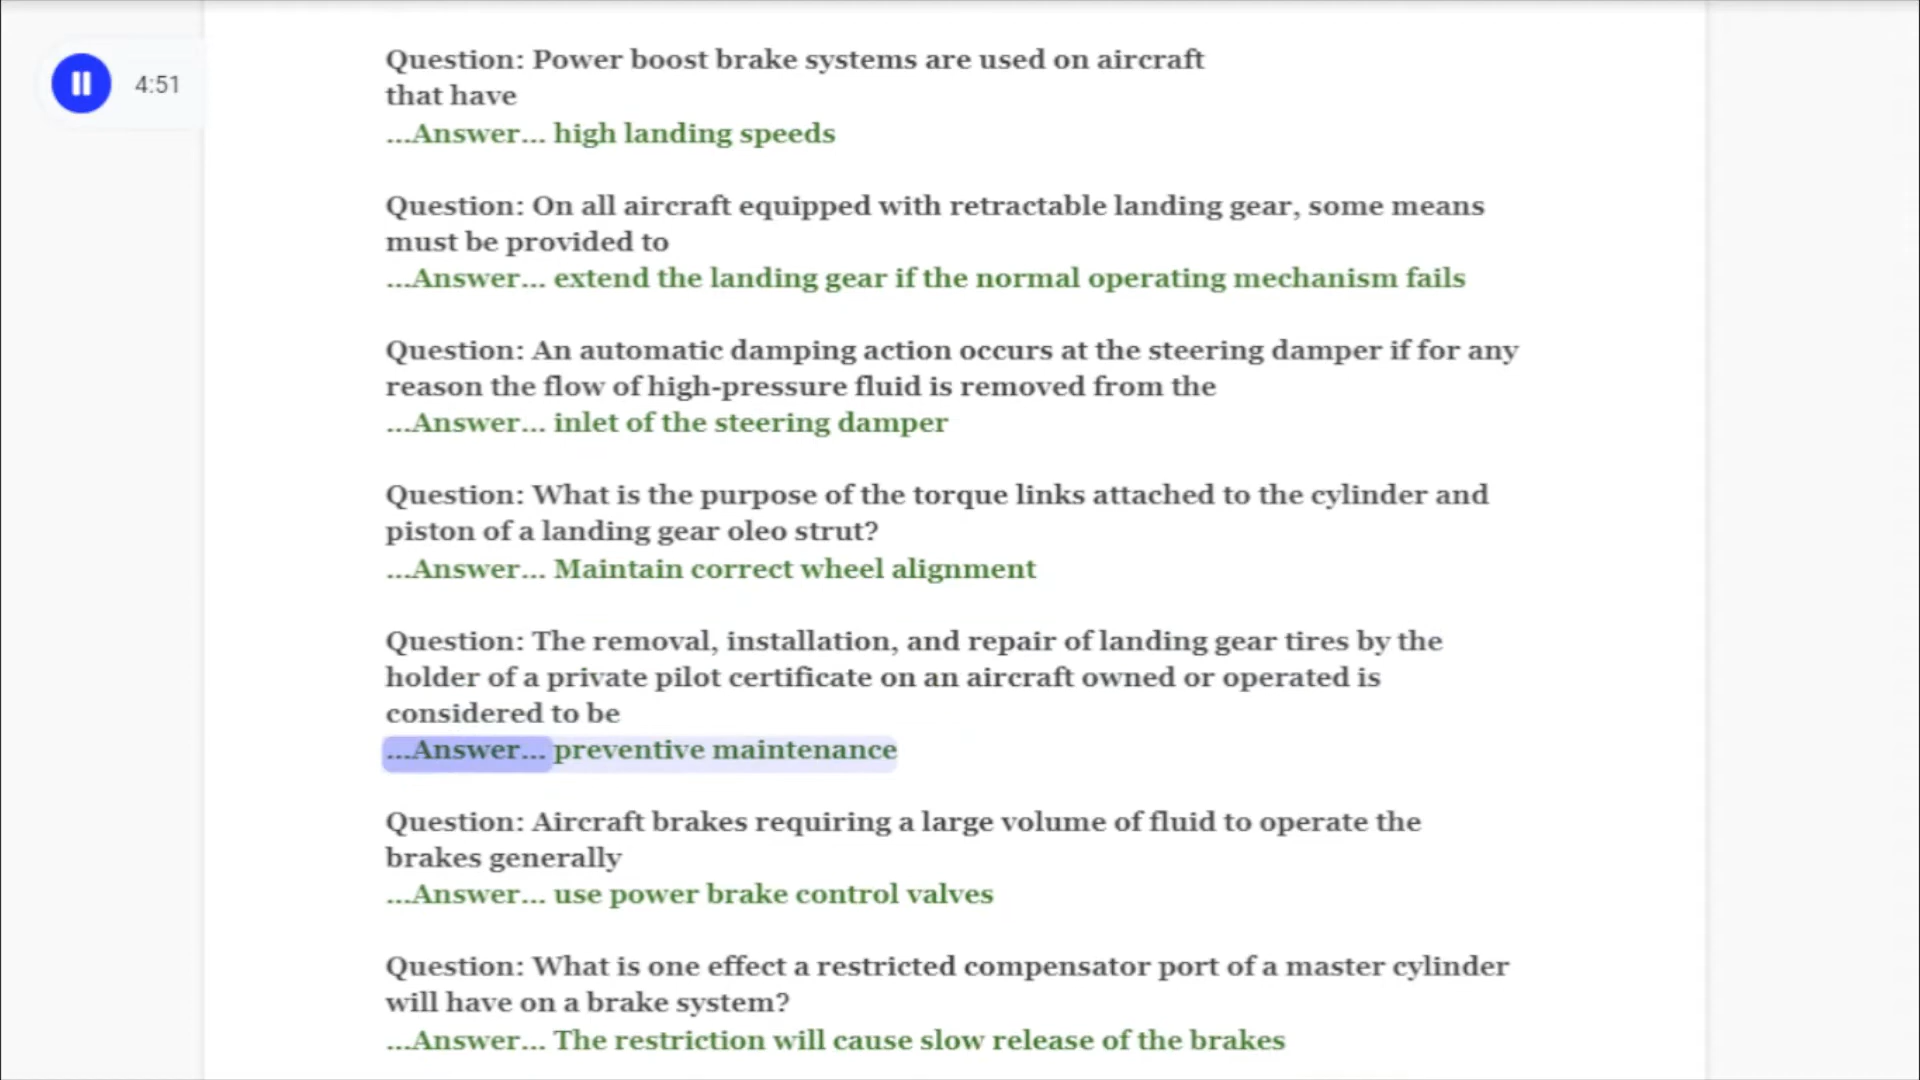 4:51
Question: Power boost brake systems are used on aircraft
that have
...Answer... high landing speeds
Question: On all aircraft equipped with retractable landing gear, some means
must be provided to
...Answer... extend the landing gear if the normal operating mechanism fails
Question: An automatic damping action occurs at the steering damper if for any
reason the flow of high-pressure fluid is removed from the
...Answer... inlet of the steering damper
Question: What is the purpose of the torque links attached to the cylinder and
piston of a landing gear oleo strut?
...Answer... Maintain correct wheel alignment
Question: The removal, installation, and repair of landing gear tires by the
holder of a private pilot certificate on an aircraft owned or operated is
considered to be
...Answer... preventive maintenance
Question: Aircraft brakes requiring a large volume of fluid to operate the
brakes generally
...Answer... use power brake control valves
Question: What is one effect a restricted compensator port of a master cylinder
will have on a brake system?
...Answer... The restriction will cause slow release of the brakes